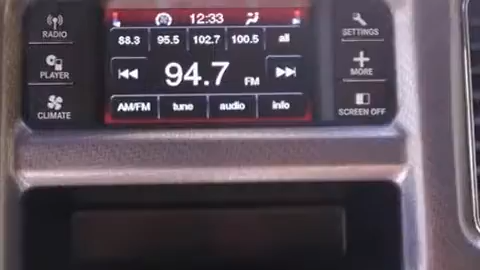 12:33
RADIO
88.3 95.5 102.7 100.5 all
SETTINGS
PLAYER
94.7 FM
MORE
CLIMATE
AM/FM tune audio info
SCREEN OFF